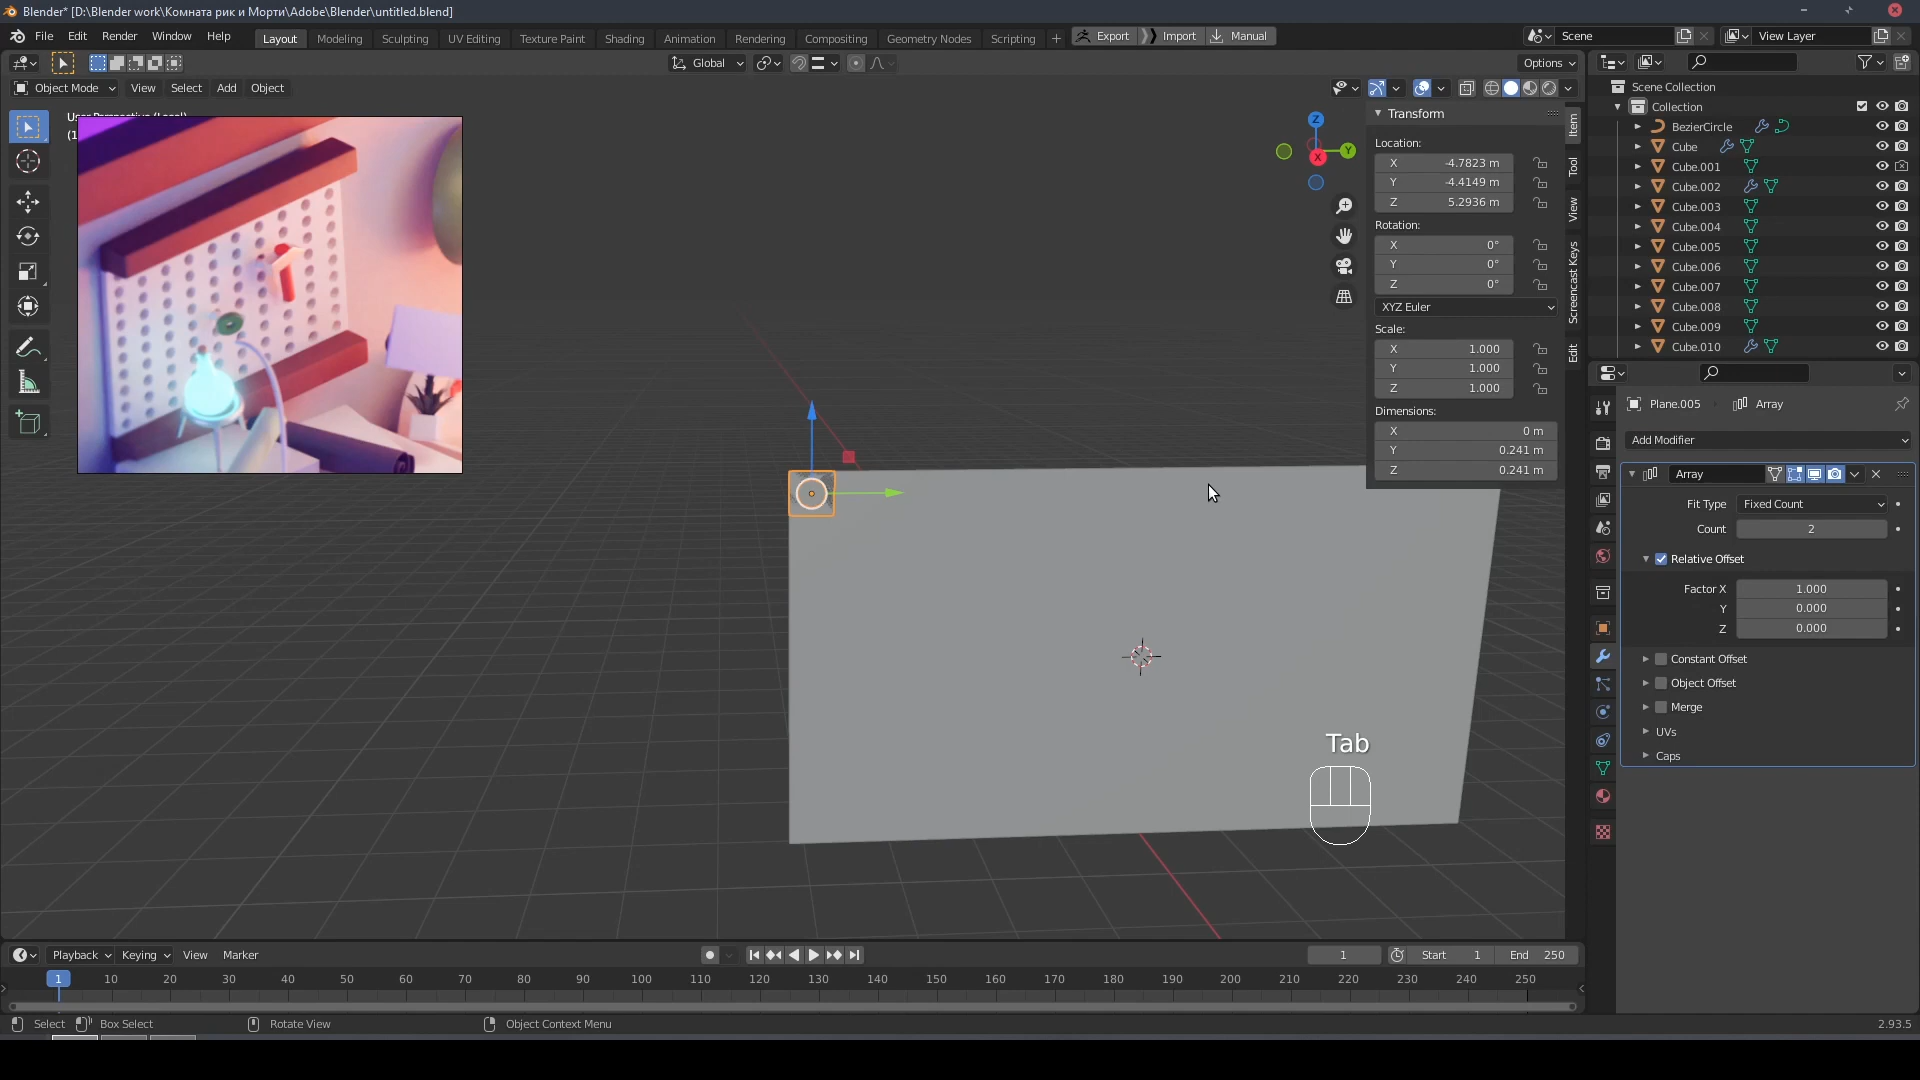 Blender* [D:\Blender work\Комната рик и Морти\Adobe\Blender\untitled.blend]
File Edit Render Window Help Layout Modeling Sculpting UV Editing Texture Paint Shading Animation Rendering Compositing Geometry Nodes Scripting + Export Import Manual Scene View Layer
Global Options
Object Mode View Select Add Object
Scene Collection
Collection
BezierCircle
Cube
Cube.001
Cube.002
Cube.003
Cube.004
Cube.005
Cube.006
Cube.007
Cube.008
Cube.009
Cube.010
Z
Y
X
Transform
Location:
X -4.7823 m
Y -4.4149 m
Z 5.2936 m
Rotation:
X 0°
Y 0°
Z 0°
XYZ Euler
Scale:
X 1.000
Y 1.000
Z 1.000
Dimensions:
X 0 m
Y 0.241 m
Z 0.241 m
Item
Tool
View
Screencast Keys
Edit
Plane.005 Array
Add Modifier
Array
Fit Type Fixed Count
Count 2
Relative Offset
Factor X 1.000
Y 0.000
Z 0.000
Constant Offset
Object Offset
Merge
UVs
Caps
Tab
Playback Keying View Marker 1 Start 1 End 250
1 10 20 30 40 50 60 70 80 90 100 110 120 130 140 150 160 170 180 190 200 210 220 230 240 250
Select Box Select Rotate View Object Context Menu 2.93.5